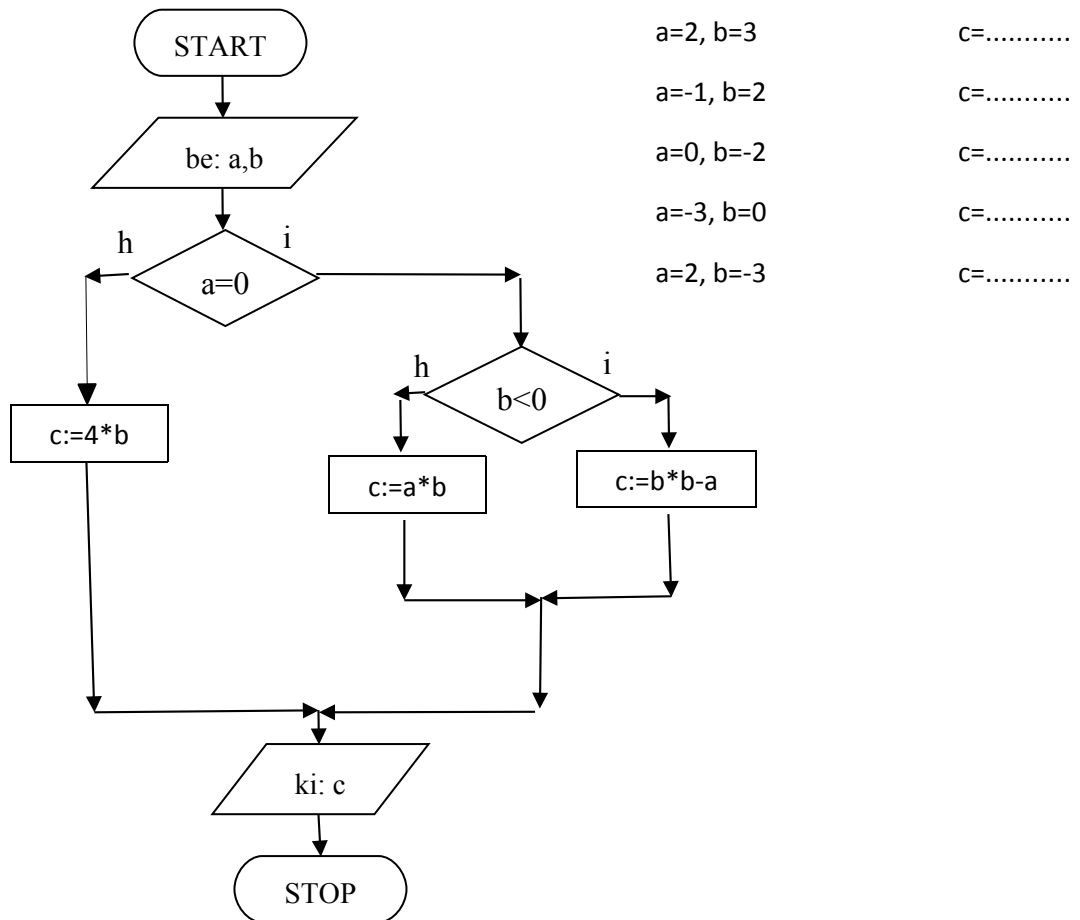 START
be: a,b
h
i
a=0
h
i
b<0
c:=4*b
c:=a*b
c:=b*b-a
ki: c
STOP
a=2, b=3 c=...........
a=-1, b=2 c=...........
a=0, b=-2 c=...........
a=-3, b=0 c=...........
a=2, b=-3 c=...........